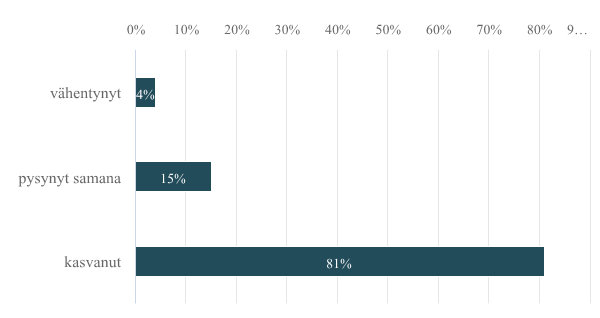 0% 10% 20% 30% 40% 50% 60% 70% 80% 9…
vähentynyt 4%
pysynyt samana 15%
kasvanut 81%